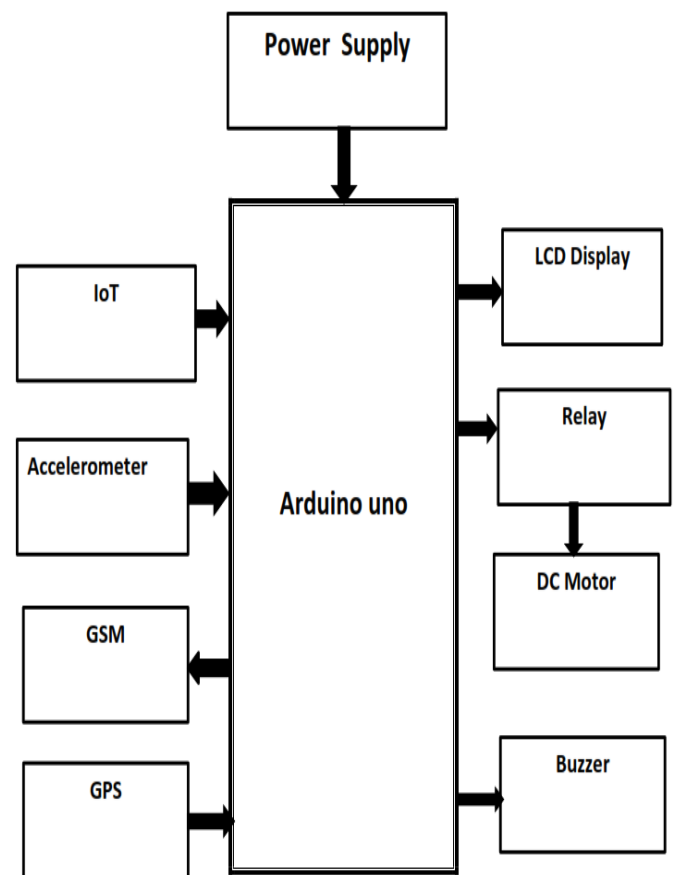 Power  Supply
IoT
Accelerometer
GSM
GPS
Arduino uno
LCD Display
Relay
DC Motor
Buzzer